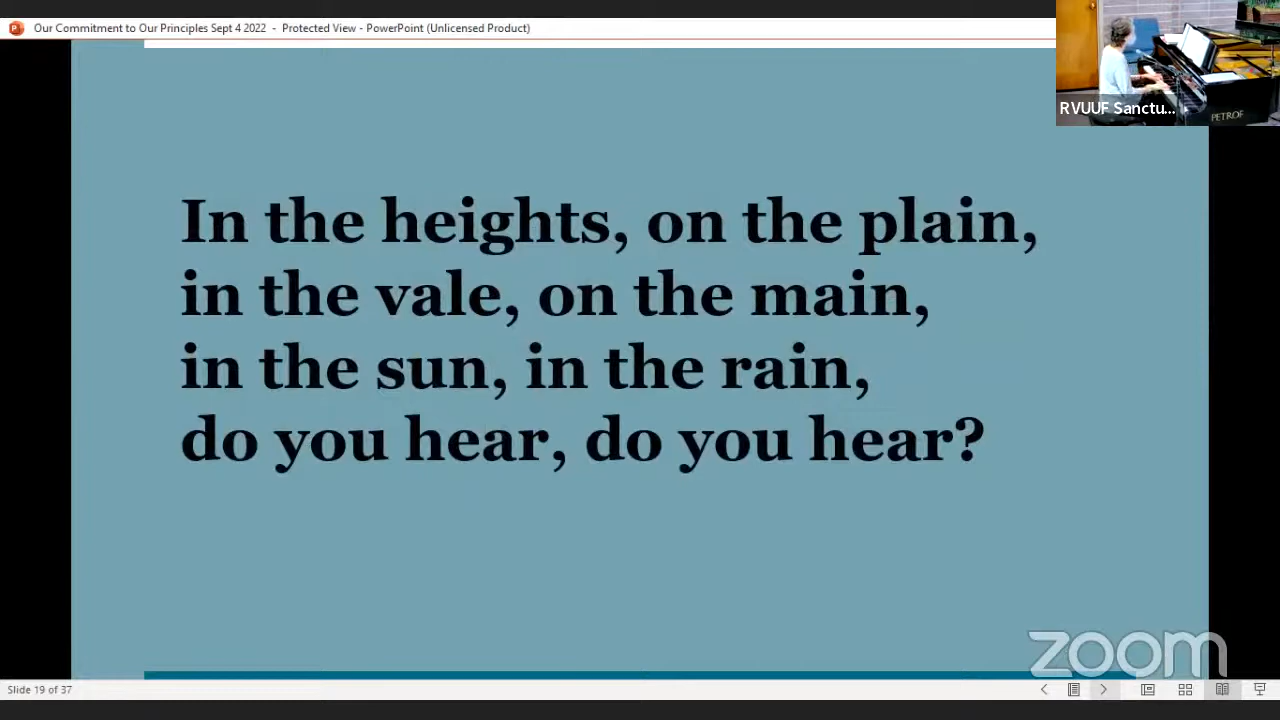 Our Commitment to Our Principles Sept 4 2022 - Protected View - PowerPoint (Unlicensed Product)
RVUUF Sanctu...
PETROF
In the heights, on the plain,
in the vale, on the main,
in the sun, in the rain,
do you hear, do you hear?
zoom
Slide 19 of 37